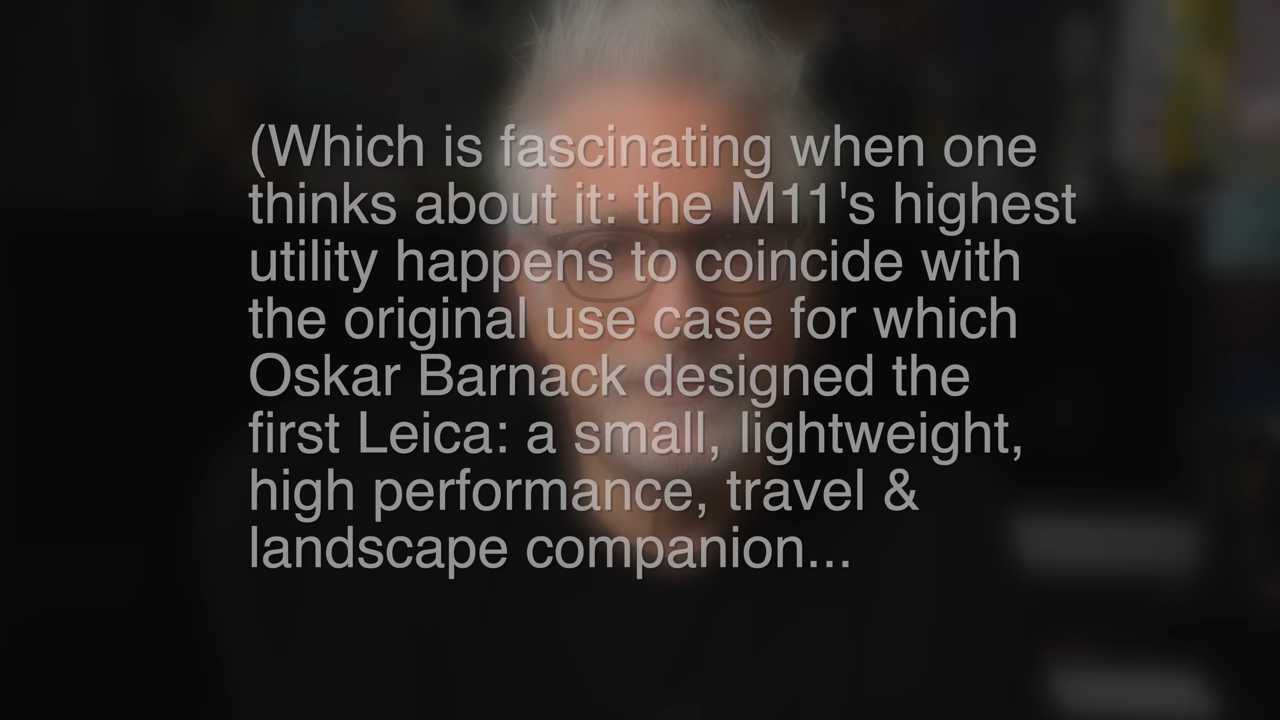 (Which is fascinating when one
thinks about it: the M11's highest
utility happens to coincide with
the original use case for which
Oskar Barnack designed the
first Leica: a small, lightweight,
high performance, travel &
landscape companion...